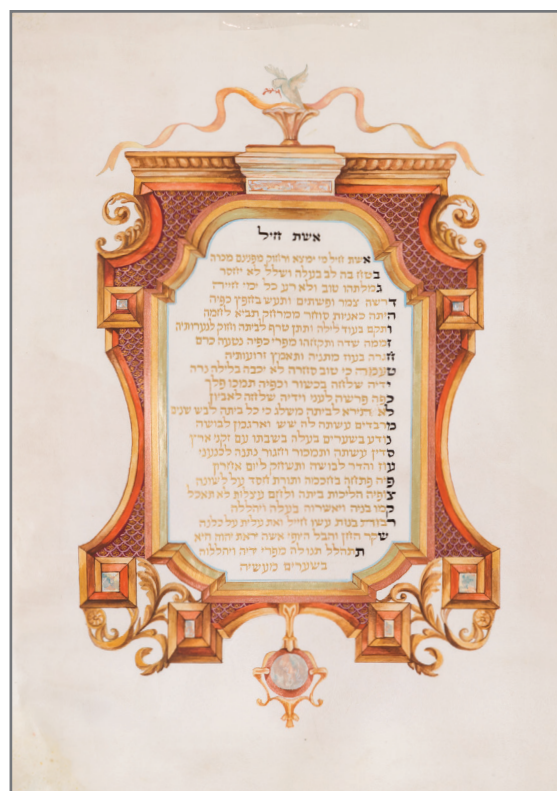 אשת חיל
אשת חיל מי ימצא ורחוק מפנינים מכרה
בטח בה לב בעלה ושלל לא יחסר
גמלתהו טוב ולא רע כל ימי חייה
דרשה צמר ופשתים ותעש בחפץ כפיה
היתה כאניות סוחר ממרחק תביא לחמה
ותקם בעוד לילה ותתן טרף לביתה וחוק לנערותיה
זממה שדה ותקחהו מפרי כפיה נטעה כרם
חגרה בעוז מתניה ותאמץ זרועותיה
טעמה כי טוב סחרה לא יכבה בלילה נרה
ידיה שלחה בכישור וכפיה תמכו פלך
כפה פרשה לעני וידיה שלחה לאביון
לא תירא לביתה משלג כי כל ביתה לבש שנים
מרבדים עשתה לה שש וארגמן לבושה
נודע בשערים בעלה בשבתו עם זקני ארץ
סדין עשתה ותמכור וחגור נתנה לכנעני
עוז והדר לבושה ותשחק ליום אחרון
פיה פתחה בחכמה ותורת חסד על לשונה
צופיה הליכות ביתה ולחם עצלות לא תאכל
קמו בניה ויאשרוה בעלה ויהללה
רבות בנות עשו חיל ואת עלית על כלנה
שקר החן והבל היופי אשה יראת יהוה היא
תתהלל תנו לה מפרי ידיה ויהללוה
בשערים מעשיה